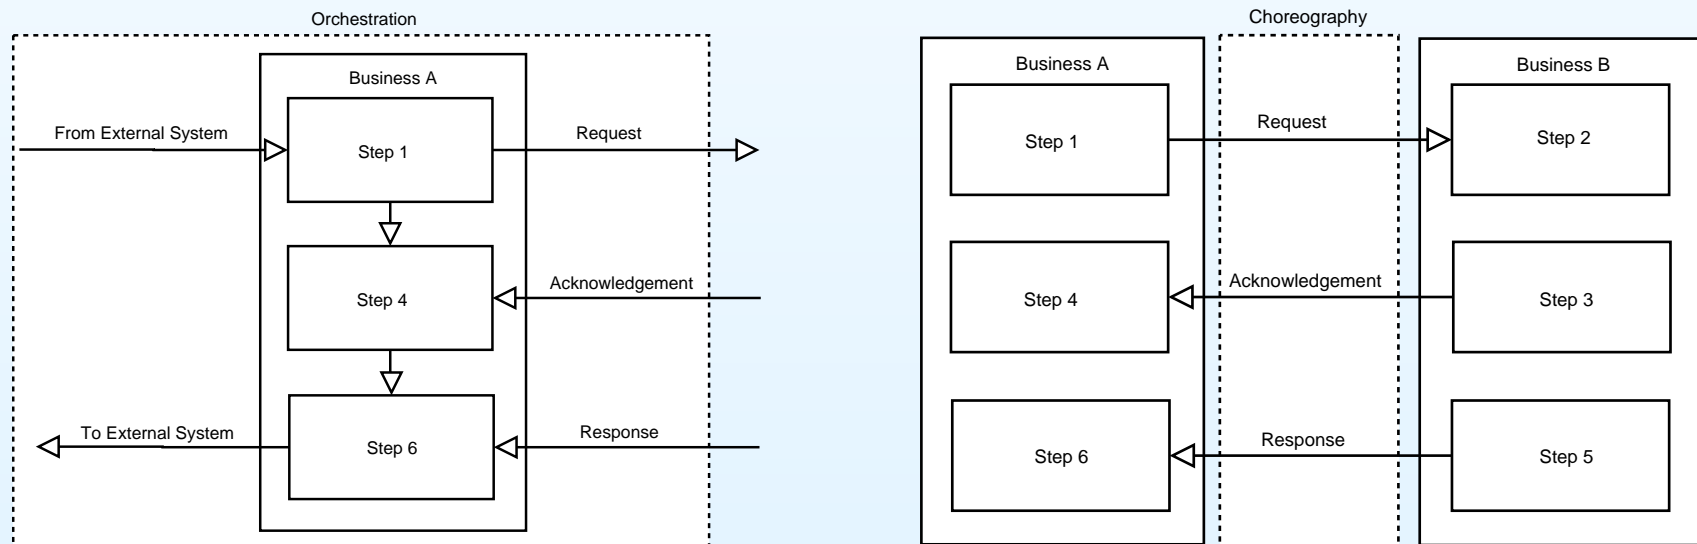 Orchestration
Business A
From External System
Request
Step 1
Acknowledgement
Step 4
To External System
Response
Step 6
Choreography
Business A
Business B
Step 1
Request
Step 2
Step 4
Acknowledgement
Step 3
Step 6
Response
Step 5